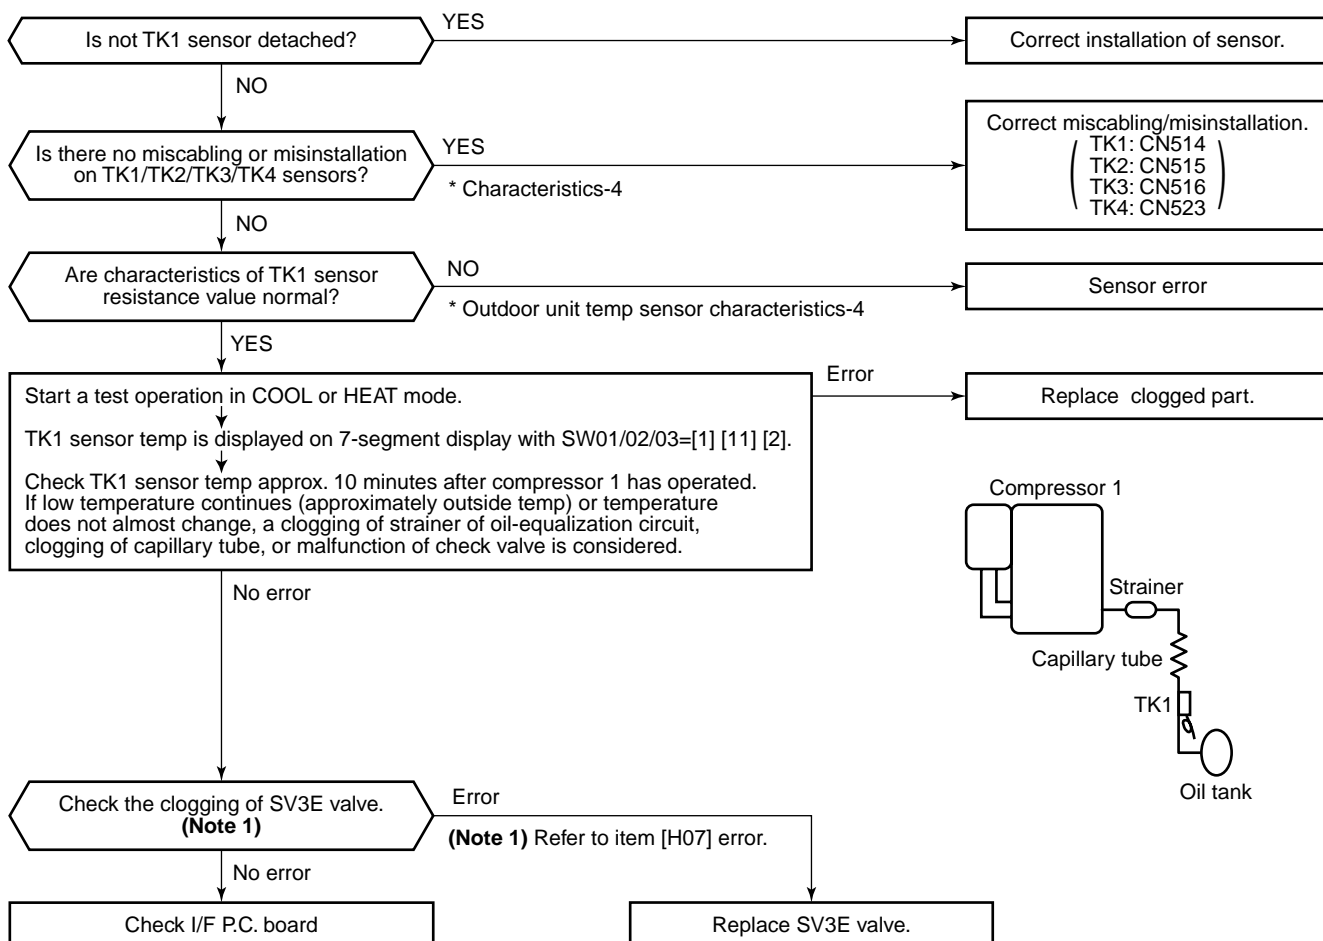 Is not TK1 sensor detached?
YES
Correct installation of sensor.
NO
Is there no miscabling or misinstallation
on TK1/TK2/TK3/TK4 sensors?
YES
* Characteristics-4
Correct miscabling/misinstallation.
TK1: CN514
TK2: CN515
TK3: CN516
TK4: CN523
NO
Are characteristics of TK1 sensor
resistance value normal?
NO
* Outdoor unit temp sensor characteristics-4
Sensor error
YES
Start a test operation in COOL or HEAT mode.
TK1 sensor temp is displayed on 7-segment display with SW01/02/03=[1] [11] [2].
Check TK1 sensor temp approx. 10 minutes after compressor 1 has operated.
If low temperature continues (approximately outside temp) or temperature
does not almost change, a clogging of strainer of oil-equalization circuit,
clogging of capillary tube, or malfunction of check valve is considered.
Error
Replace clogged part.
No error
Compressor 1
Strainer
Capillary tube
TK1
Oil tank
Check the clogging of SV3E valve.
(Note 1)
Error
(Note 1) Refer to item [H07] error.
No error
Check I/F P.C. board
Replace SV3E valve.